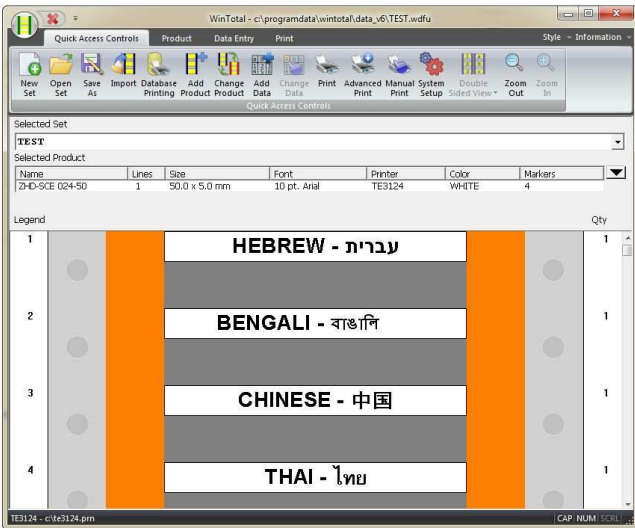 WinTotal - c:\programdata\wintotal\data_v6\TEST.wdfu
Quick Access Controls Product Data Entry Print Style Information
New Set Open Set Save As Import Database Printing Add Product Change Product Add Data Change Data Print Advanced Print Manual Print System Setup Double Sided View Zoom Out Zoom In
Quick Access Controls
Selected Set
TEST
Selected Product
Name Lines Size Font Printer Color Markers
ZHD-SCE 024-50 1 50.0 x 5.0 mm 10 pt. Arial TE3124 WHITE 4
Legend Qty
1 HEBREW - עברית 1
2 BENGALI - বাঙালি 1
3 CHINESE - 中国 1
4 THAI - ไทย 1
TE3124 - c:\te3124.prn CAP NUM SCRL